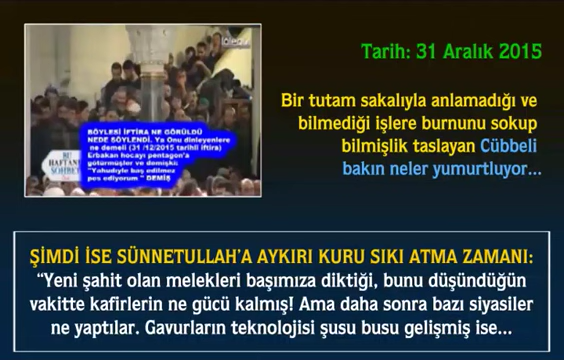 Tarih: 31 Aralık 2015
Bir tutam sakalıyla anlamadığı ve
bilmediği işlere burnunu sokup
bilmişlik taslayan Cübbeli
bakın neler yumurtluyor...
BÖYLESİ İFTİRA NE GÖRÜLDÜ
NEDE SÖYLENDİ. Ya Onu dinleyenlere
ne demeli (31 /12/2015 tarihli iftira)
Erbakan hocayı pentagon'a
götürmüşler ve demişki:
"Yahudiyle baş edilmez
pes ediyorum " DEMİŞ
BU
HAFTANIN
SOHBETİ
ŞİMDİ İSE SÜNNETULLAH'A AYKIRI KURU SIKI ATMA ZAMANI:
"Yeni şahit olan melekleri başımıza diktiği, bunu düşündüğün
vakitte kafirlerin ne gücü kalmış! Ama daha sonra bazı siyasiler
ne yaptılar. Gavurların teknolojisi şusu busu gelişmiş ise...